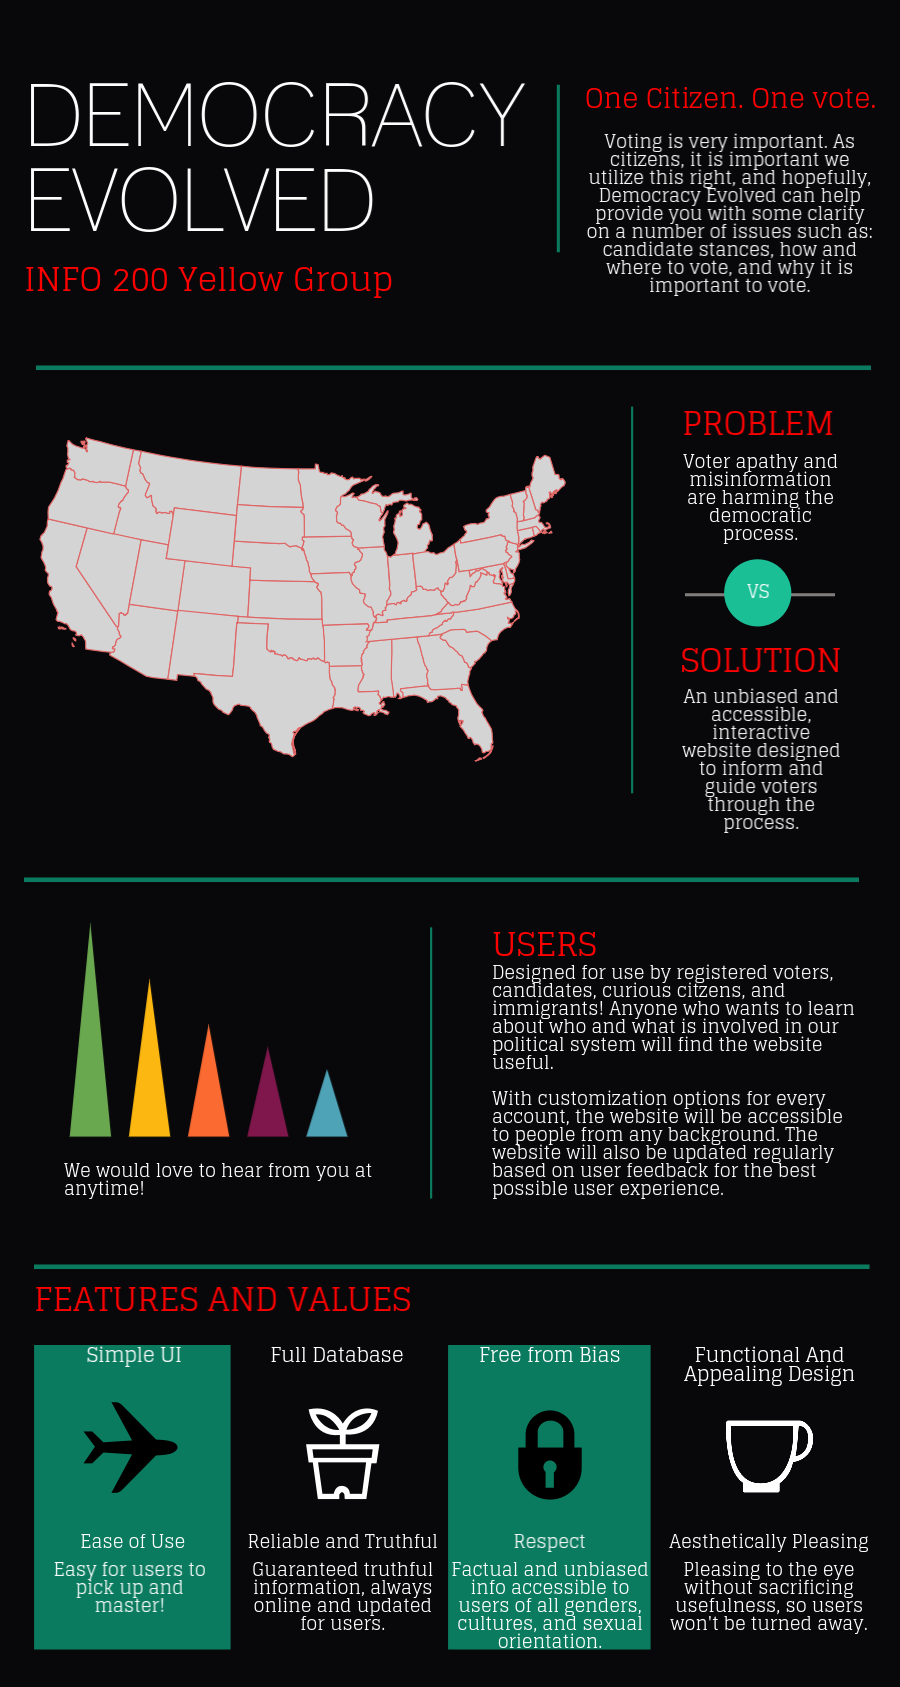 DEMOCRACY
EVOLVED
INFO 200 Yellow Group
One Citizen. One vote.
Voting is very important. As
citizens, it is important we
utilize this right, and hopefully,
Democracy Evolved can help
provide you with some clarity
on a number of issues such as:
candidate stances, how and
where to vote, and why it is
important to vote.
PROBLEM
Voter apathy and
misinformation
are harming the
democratic
process.
VS
SOLUTION
An unbiased and
accessible,
interactive
website designed
to inform and
guide voters
through the
process.
We would love to hear from you at
anytime!
USERS
Designed for use by registered voters,
candidates, curious citzens, and
immigrants! Anyone who wants to learn
about who and what is involved in our
political system will find the website
useful.
With customization options for every
account, the website will be accessible
to people from any background. The
website will also be updated regularly
based on user feedback for the best
possible user experience.
FEATURES AND VALUES
Simple UI
Ease of Use
Easy for users to
pick up and
master!
Full Database
Reliable and Truthful
Guaranteed truthful
information, always
online and updated
for users.
Free from Bias
Respect
Factual and unbiased
info accessible to
users of all genders,
cultures, and sexual
orientation.
Functional And
Appealing Design
Aesthetically Pleasing
Pleasing to the eye
without sacrificing
usefulness, so users
won't be turned away.